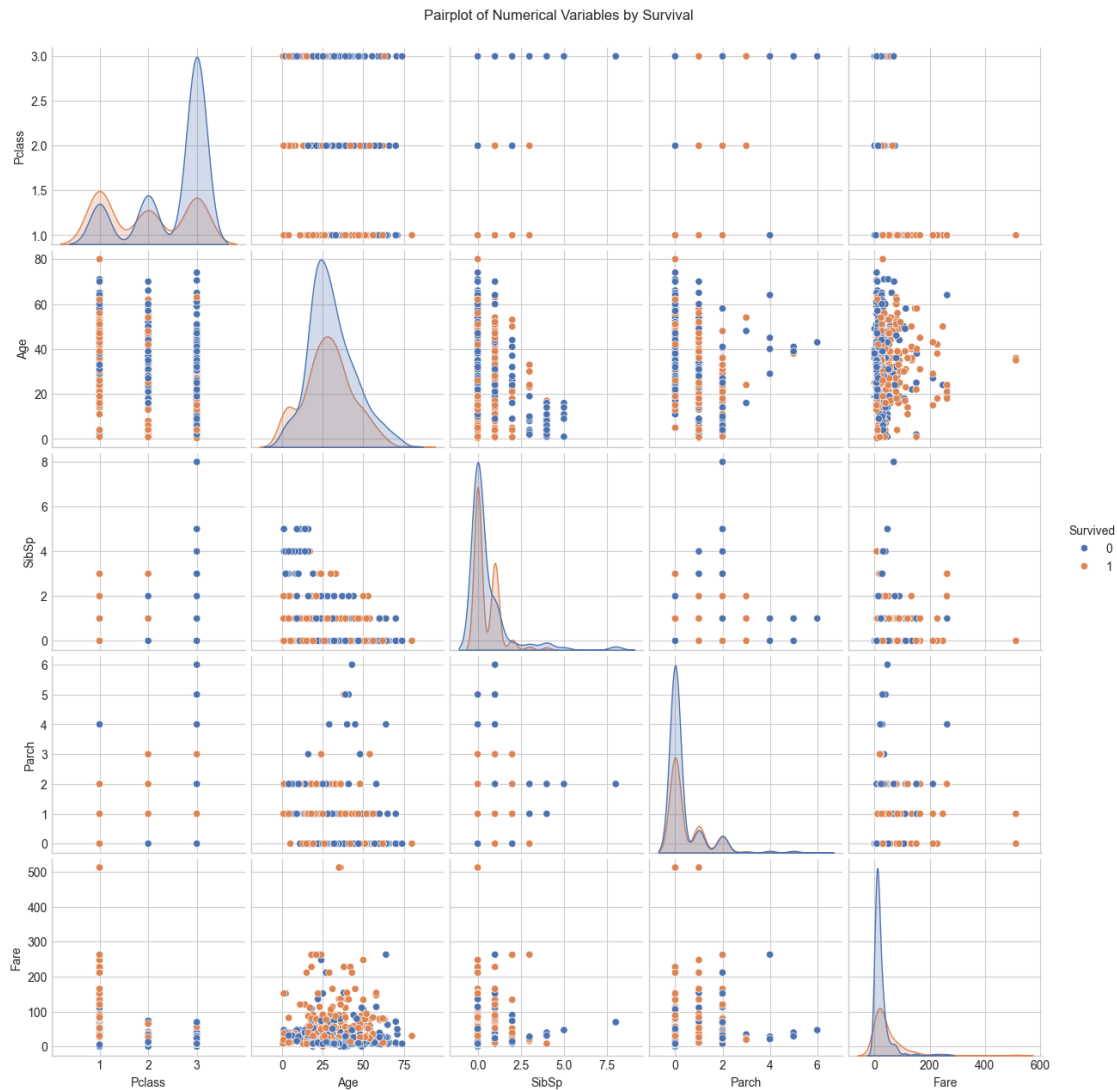 Pairplot of Numerical Variables by Survival
3.0
2.5
2.0
1.5
1.0
Pclass
80
60
40
20
0
Age
8
6
4
2
0
SibSp
Survived
0
1
6
5
4
3
2
1
0
Parch
500
400
300
200
100
0
Fare
1 2 3
0 25 50 75
0.0 2.5 5.0 7.5
0 2 4 6
0 200 400 600
Pclass Age SibSp Parch Fare